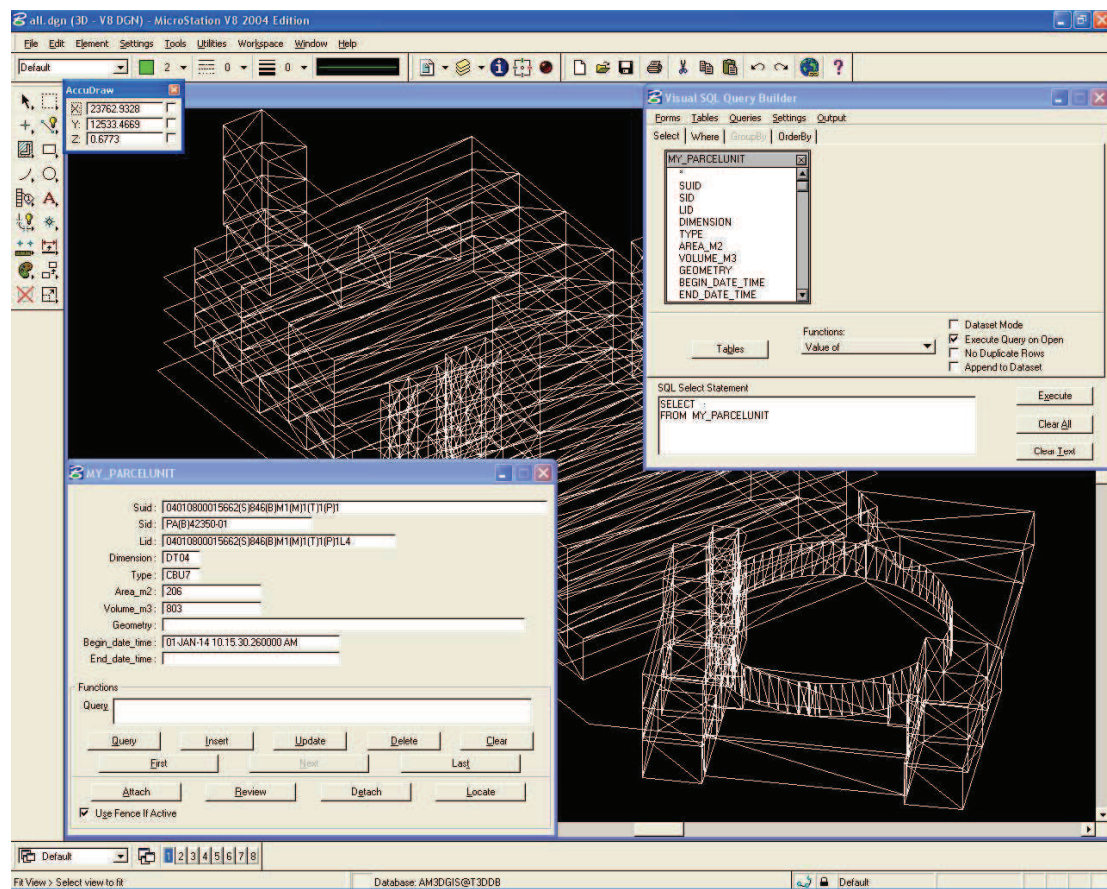 all.dgn (3D - V8 DGN) - MicroStation V8 2004 Edition
File Edit Element Settings Tools Utilities Workspace Window Help
Default 2 0 0
AccuDraw
X: 23762.9328
Y: 12533.4669
Z: 0.6773
Visual SQL Query Builder
Forms Tables Queries Settings Output
Select Where GroupBy OrderBy
MY_PARCELUNIT
*
SUID
SID
LID
DIMENSION
TYPE
AREA_M2
VOLUME_M3
GEOMETRY
BEGIN_DATE_TIME
END_DATE_TIME
Tables
Functions:
Value of
Dataset Mode
Execute Query on Open
No Duplicate Rows
Append to Dataset
SQL Select Statement
SELECT :
FROM MY_PARCELUNIT
Execute
Clear All
Clear Text
MY_PARCELUNIT
Suid : 04010800015662(S)846(B)M1(M)1(T)1(P)1
Sid : PA(B)42350-01
Lid : 04010800015662(S)846(B)M1(M)1(T)1(P)1L4
Dimension : DT04
Type : CBU7
Area_m2 : 206
Volume_m3 : 803
Geometry :
Begin_date_time : 01-JAN-14 10.15.30.260000 AM
End_date_time :
Functions
Query
Query Insert Update Delete Clear
First Next Last
Attach Review Detach Locate
Use Fence If Active
Default 1 2 3 4 5 6 7 8
Fit View > Select view to fit Database: AM3DGIS@T3DDB Default